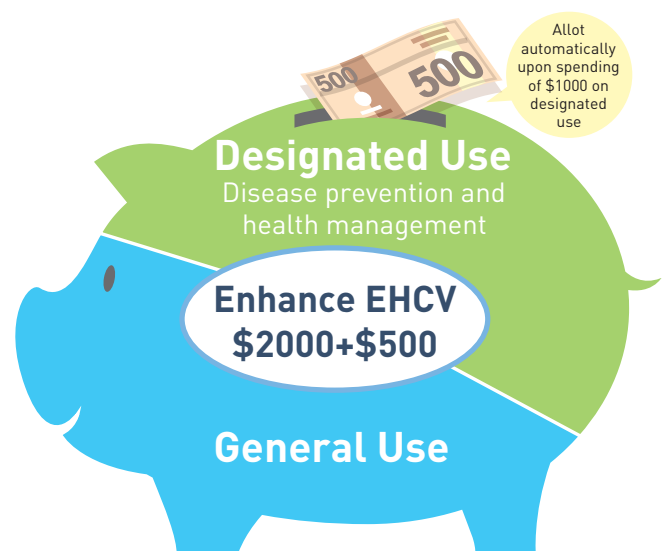 Allot
automatically
upon spending
of $1000 on
designated
use
500
500
Designated Use
Disease prevention and
health management
Enhance EHCV
$2000+$500
General Use